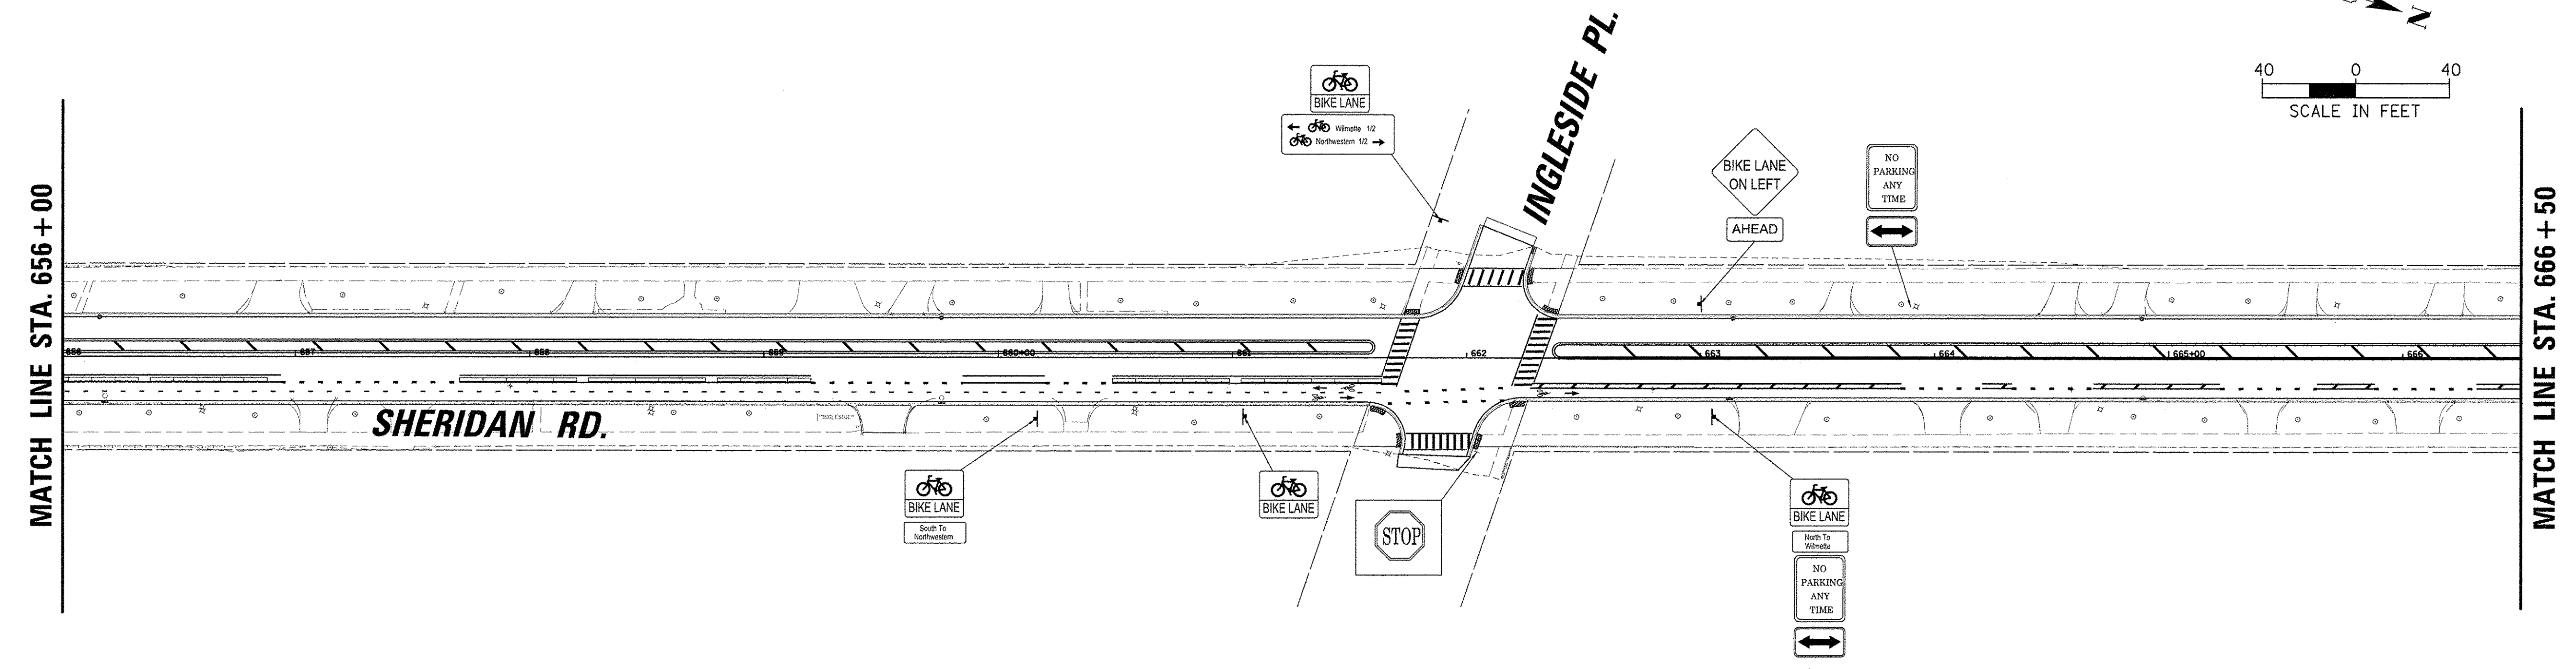 N
40 0 40
SCALE IN FEET
MATCH LINE STA. 656+00
INGLESIDE PL.
BIKE LANE
Wilmette 1/2
Northwestern 1/2
BIKE LANE
ON LEFT
AHEAD
NO
PARKING
ANY
TIME
MATCH LINE STA. 666+50
656 657 658 659 660+00 661 662 663 664 665+00 666
"INGLESIDE"
SHERIDAN RD.
BIKE LANE
South To
Northwestern
BIKE LANE
STOP
BIKE LANE
North To
Wilmette
NO
PARKING
ANY
TIME